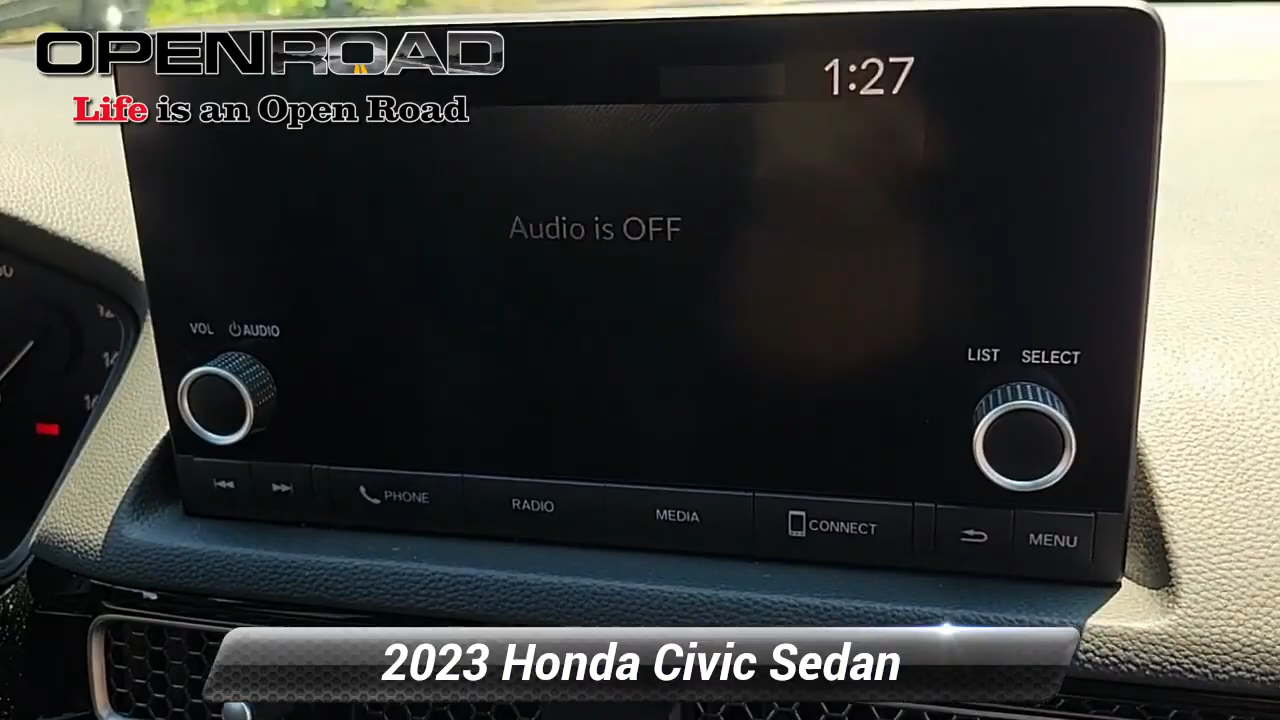 OPENROAD
Life is an Open Road
1:27
Audio is OFF
VOL AUDIO
LIST SELECT
PHONE
RADIO
MEDIA
CONNECT
MENU
2023 Honda Civic Sedan